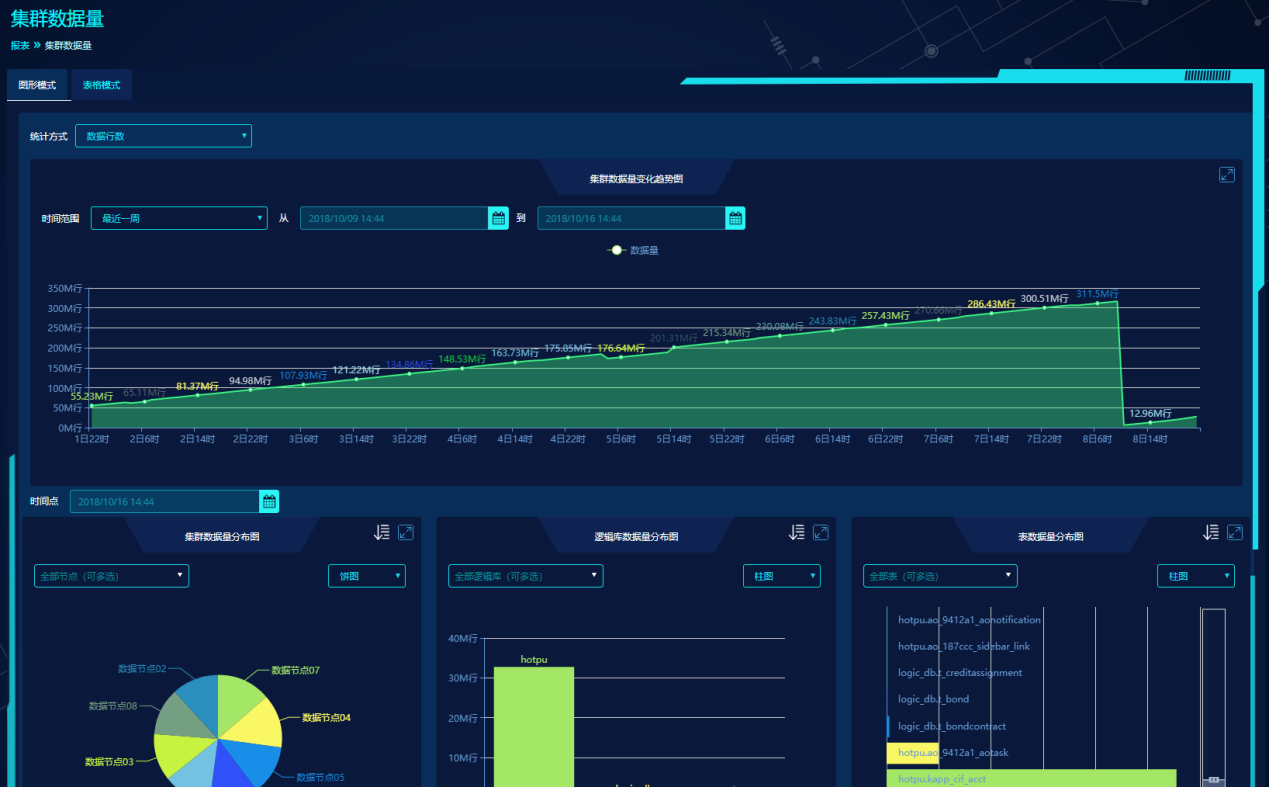 集群数据量
报表 » 集群数据量
图形模式 表格模式
统计方式 数据行数
集群数据量变化趋势图
时间范围 最近一周 从 2018/10/09 14:44 到 2018/10/16 14:44
数据量
350M行
300M行
250M行
200M行
150M行
100M行
50M行
0M行
55.23M行 65.11M行 81.37M行 94.98M行 107.93M行 121.22M行 134.86M行 148.53M行 163.73M行 175.85M行 176.64M行 201.31M行 215.34M行 230.08M行 243.83M行 257.43M行 270.66M行 286.43M行 300.51M行 311.5M行 12.96M行
1日22时 2日6时 2日14时 2日22时 3日6时 3日14时 3日22时 4日6时 4日14时 4日22时 5日6时 5日14时 5日22时 6日6时 6日14时 6日22时 7日6时 7日14时 7日22时 8日6时 8日14时
时间点 2018/10/16 14:44
集群数据量分布图
全部节点（可多选） 饼图
数据节点02
数据节点07
数据节点08
数据节点04
数据节点03
数据节点05
逻辑库数据量分布图
全部逻辑库（可多选） 柱图
40M行
30M行
20M行
10M行
hotpu
表数据量分布图
全部表（可多选） 柱图
hotpu.ao_9412a1_aonotification
hotpu.ao_187ccc_sidebar_link
logic_db.t_creditassignment
logic_db.t_bond
logic_db.t_bondcontract
hotpu.ao_9412a1_aotask
hotpu.kapp_cif_acct